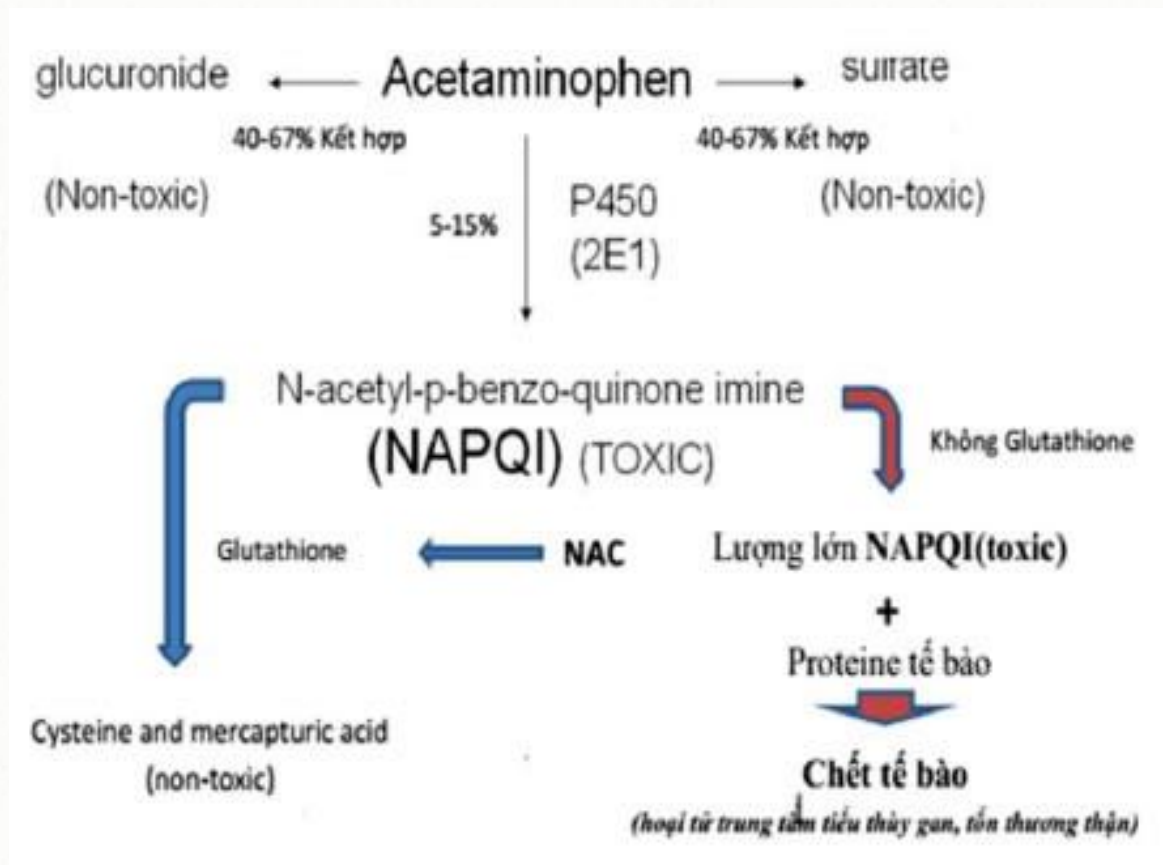 glucuronide
Acetaminophen
surrate
40-67% Kết hợp
40-67% Kết hợp
(Non-toxic)
P450
(Non-toxic)
5-15%
(2E1)
N-acetyl-p-benzo-quinone imine
Không Glutathione
(NAPQI) (TOXIC)
Glutathione
NAC
Lượng lớn NAPQI(toxic)
+
Proteine tế bào
Cysteine and mercapturic acid
(non-toxic)
Chết tế bào
(hoại tử trung tâm tiểu thùy gan, tổn thương thận)